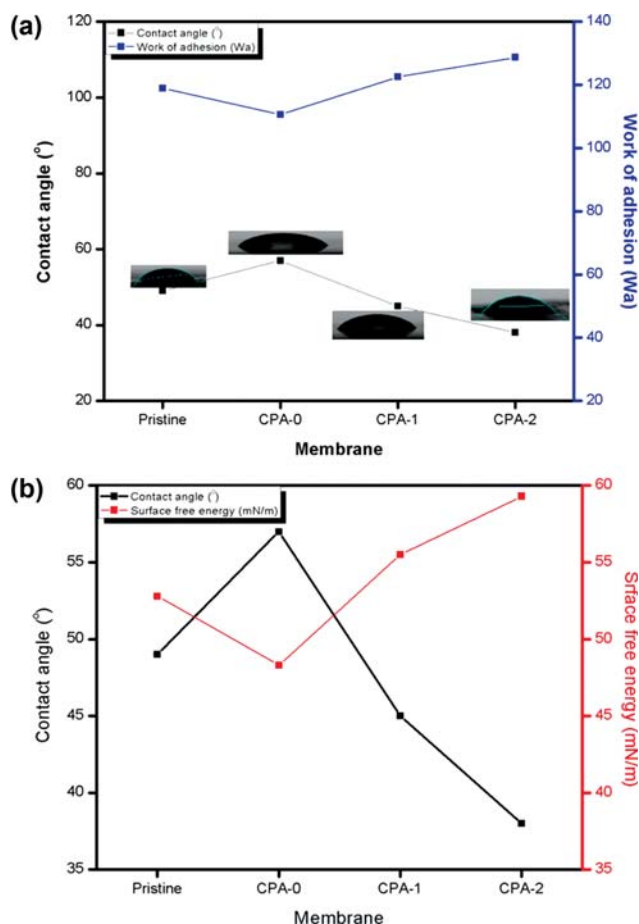 (a)
Contact angle (°)
Work of adhesion (Wa)
120
100
80
60
40
20
Contact angle (°)
140
120
100
80
60
40
20
Work of adhesion (Wa)
Pristine CPA-0 CPA-1 CPA-2
Membrane
(b)
Contact angle (°)
Surface free energy (mN/m)
60
55
50
45
40
35
Contact angle (°)
60
55
50
45
40
35
Srface free energy (mN/m)
Pristine CPA-0 CPA-1 CPA-2
Membrane